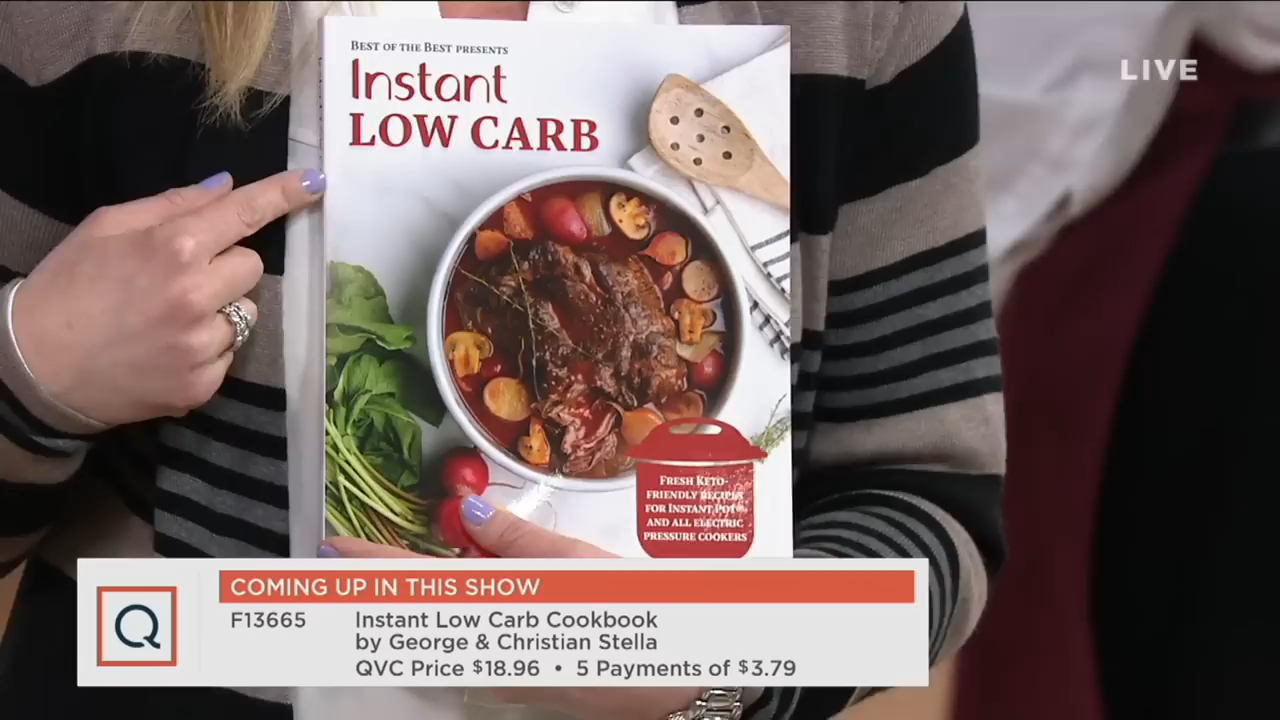 BEST OF THE BEST PRESENTS
Instant
LOW CARB
LIVE
FRESH KETO-
FRIENDLY RECIPES
FOR INSTANT POT
AND ALL ELECTRIC
PRESSURE COOKERS
COMING UP IN THIS SHOW
Q
F13665 Instant Low Carb Cookbook
by George & Christian Stella
QVC Price $18.96 • 5 Payments of $3.79